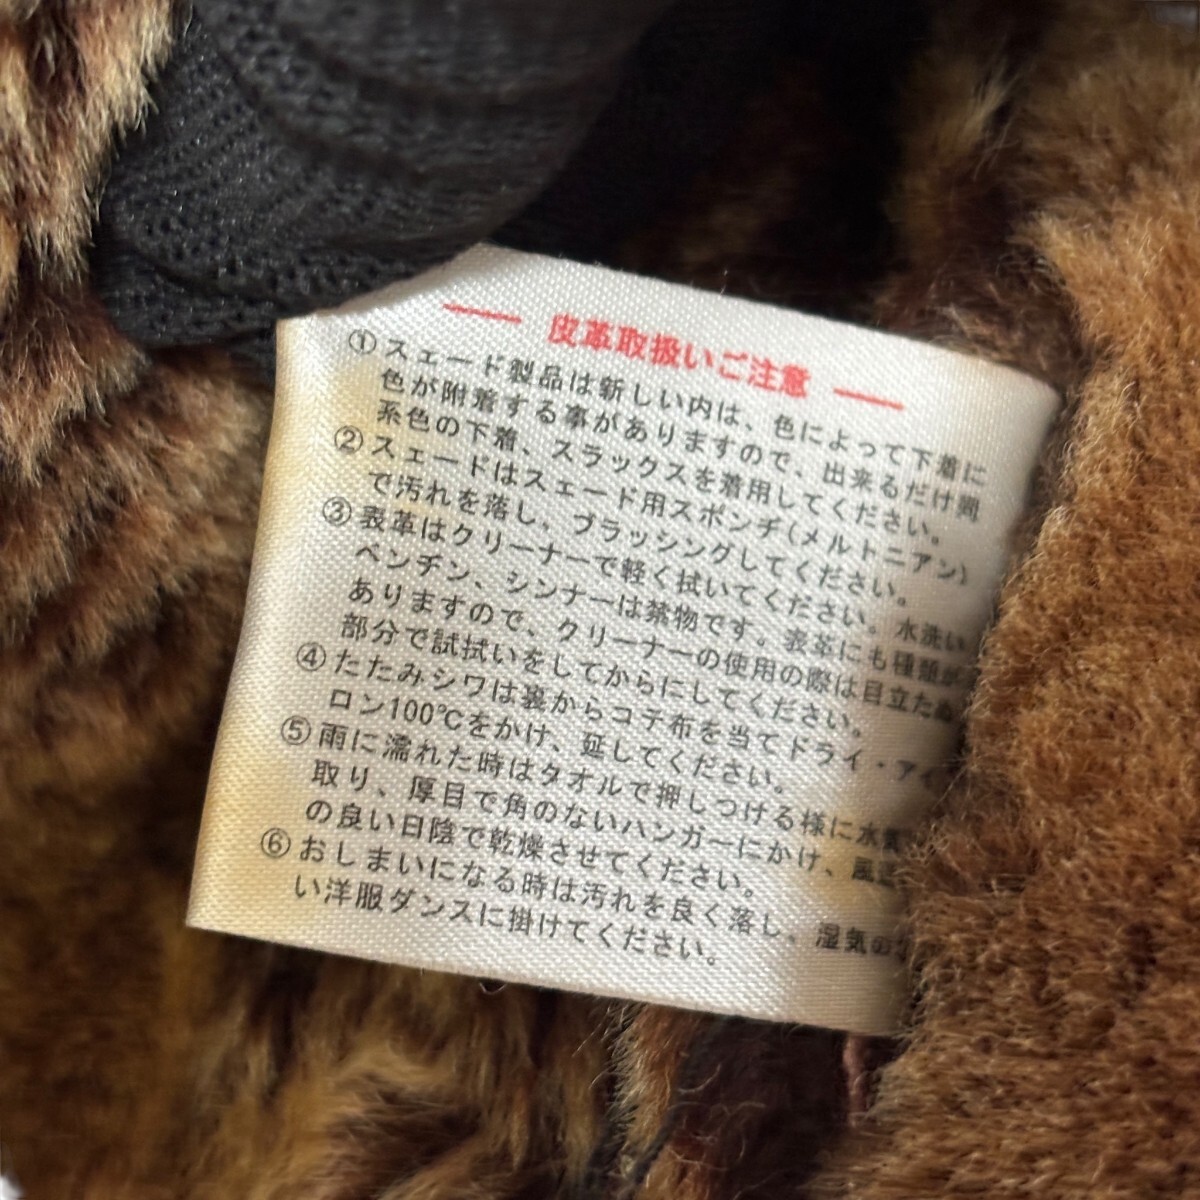 皮革取扱いご注意
①スェード製品は新しい内は、色によって下着に
色が附着する事がありますので、出来るだけ同
系色の下着、スラックスを着用してください。
②スェードはスェード用スポンヂ(メルトニアン)
で汚れを落し、ブラッシングしてください。
③表革はクリーナーで軽く拭いてください。水洗い、
ベンチン、シンナーは禁物です。表革にも種類が
ありますので、クリーナーの使用の際は目立たぬ
部分で試拭いをしてからにしてください。
④たたみシワは裏からコテ布を当てドライ・アイ
ロン100℃をかけ、延してください。
⑤雨に濡れた時はタオルで押しつける様に水気
取り、厚目で角のないハンガーにかけ、風通
の良い日陰で乾燥させてください。
⑥おしまいになる時は汚れを良く落し、湿気の
い洋服ダンスに掛けてください。